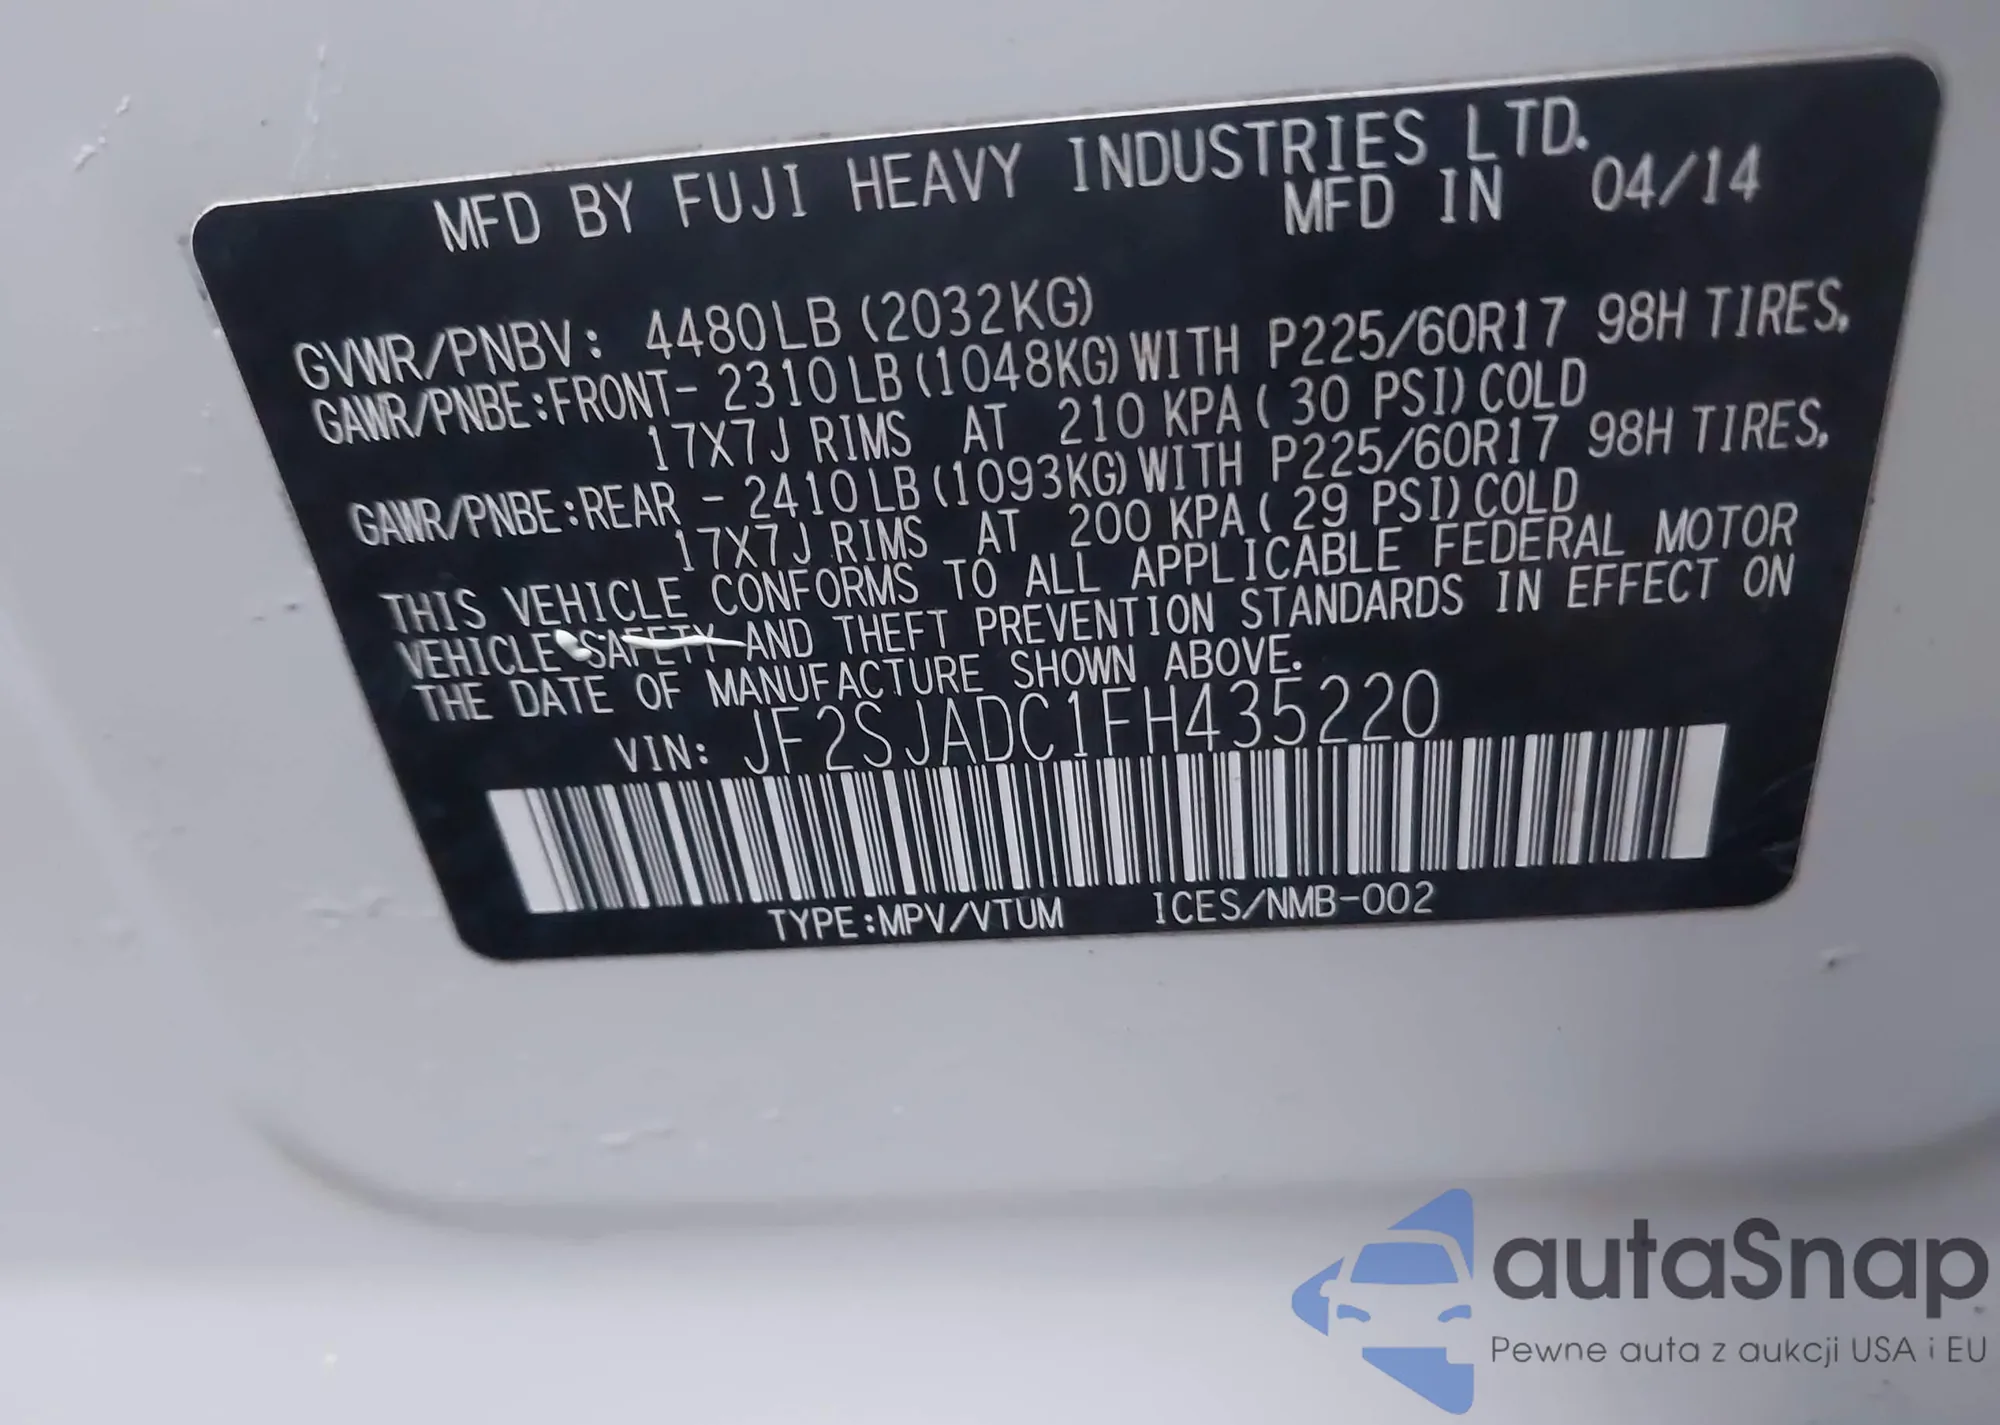 MFD BY FUJI HEAVY INDUSTRIES LTD.
MFD IN 04/14
GVWR/PNBV: 4480LB (2032KG)
GAWR/PNBE:FRONT- 2310LB(1048KG)WITH P225/60R17 98H TIRES,
17X7J RIMS AT 210 KPA( 30 PSI)COLD
GAWR/PNBE:REAR - 2410LB(1093KG)WITH P225/60R17 98H TIRES,
17X7J RIMS AT 200 KPA( 29 PSI)COLD
THIS VEHICLE CONFORMS TO ALL APPLICABLE FEDERAL MOTOR
VEHICLE SAFETY AND THEFT PREVENTION STANDARDS IN EFFECT ON
THE DATE OF MANUFACTURE SHOWN ABOVE.
VIN: JF2SJADC1FH435220
TYPE:MPV/VTUM ICES/NMB-002
autaSnap
Pewne auta z aukcji USA i EU